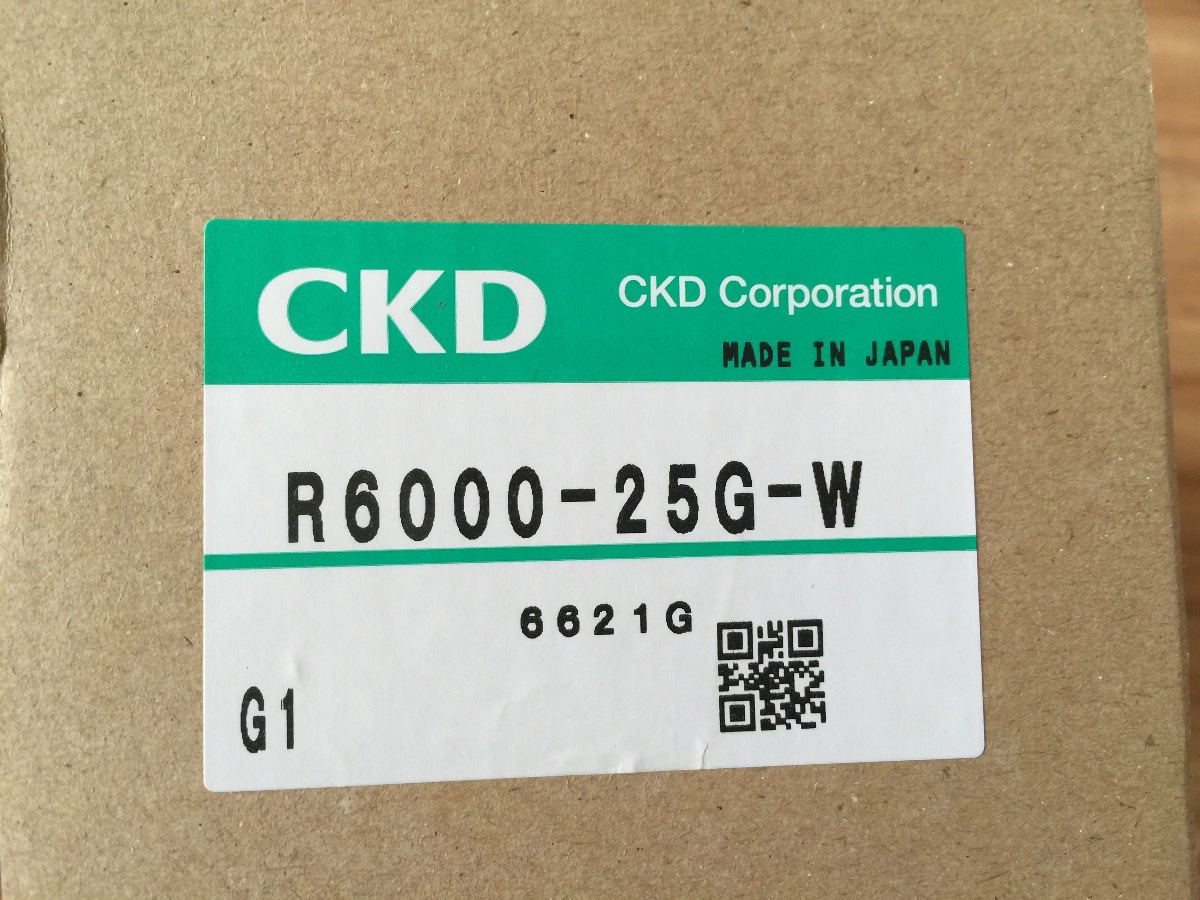 CKD
CKD Corporation
MADE IN JAPAN
R6000-25G-W
6621G
G1